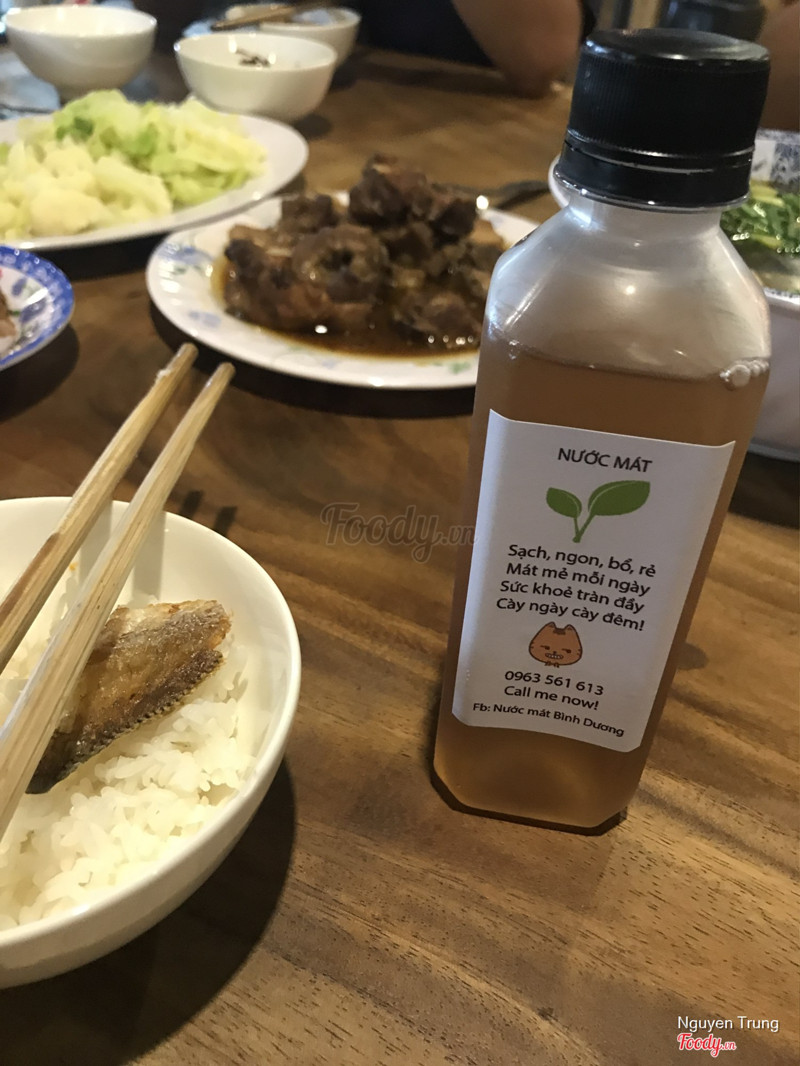 NƯỚC MÁT
Sạch, ngon, bổ, rẻ
Mát mẻ mỗi ngày
Sức khoẻ tràn đầy
Cày ngày cày đêm!
0963 561 613
Call me now!
Fb: Nước mát Bình Dương
Foody.vn
Nguyen Trung
Foody.vn